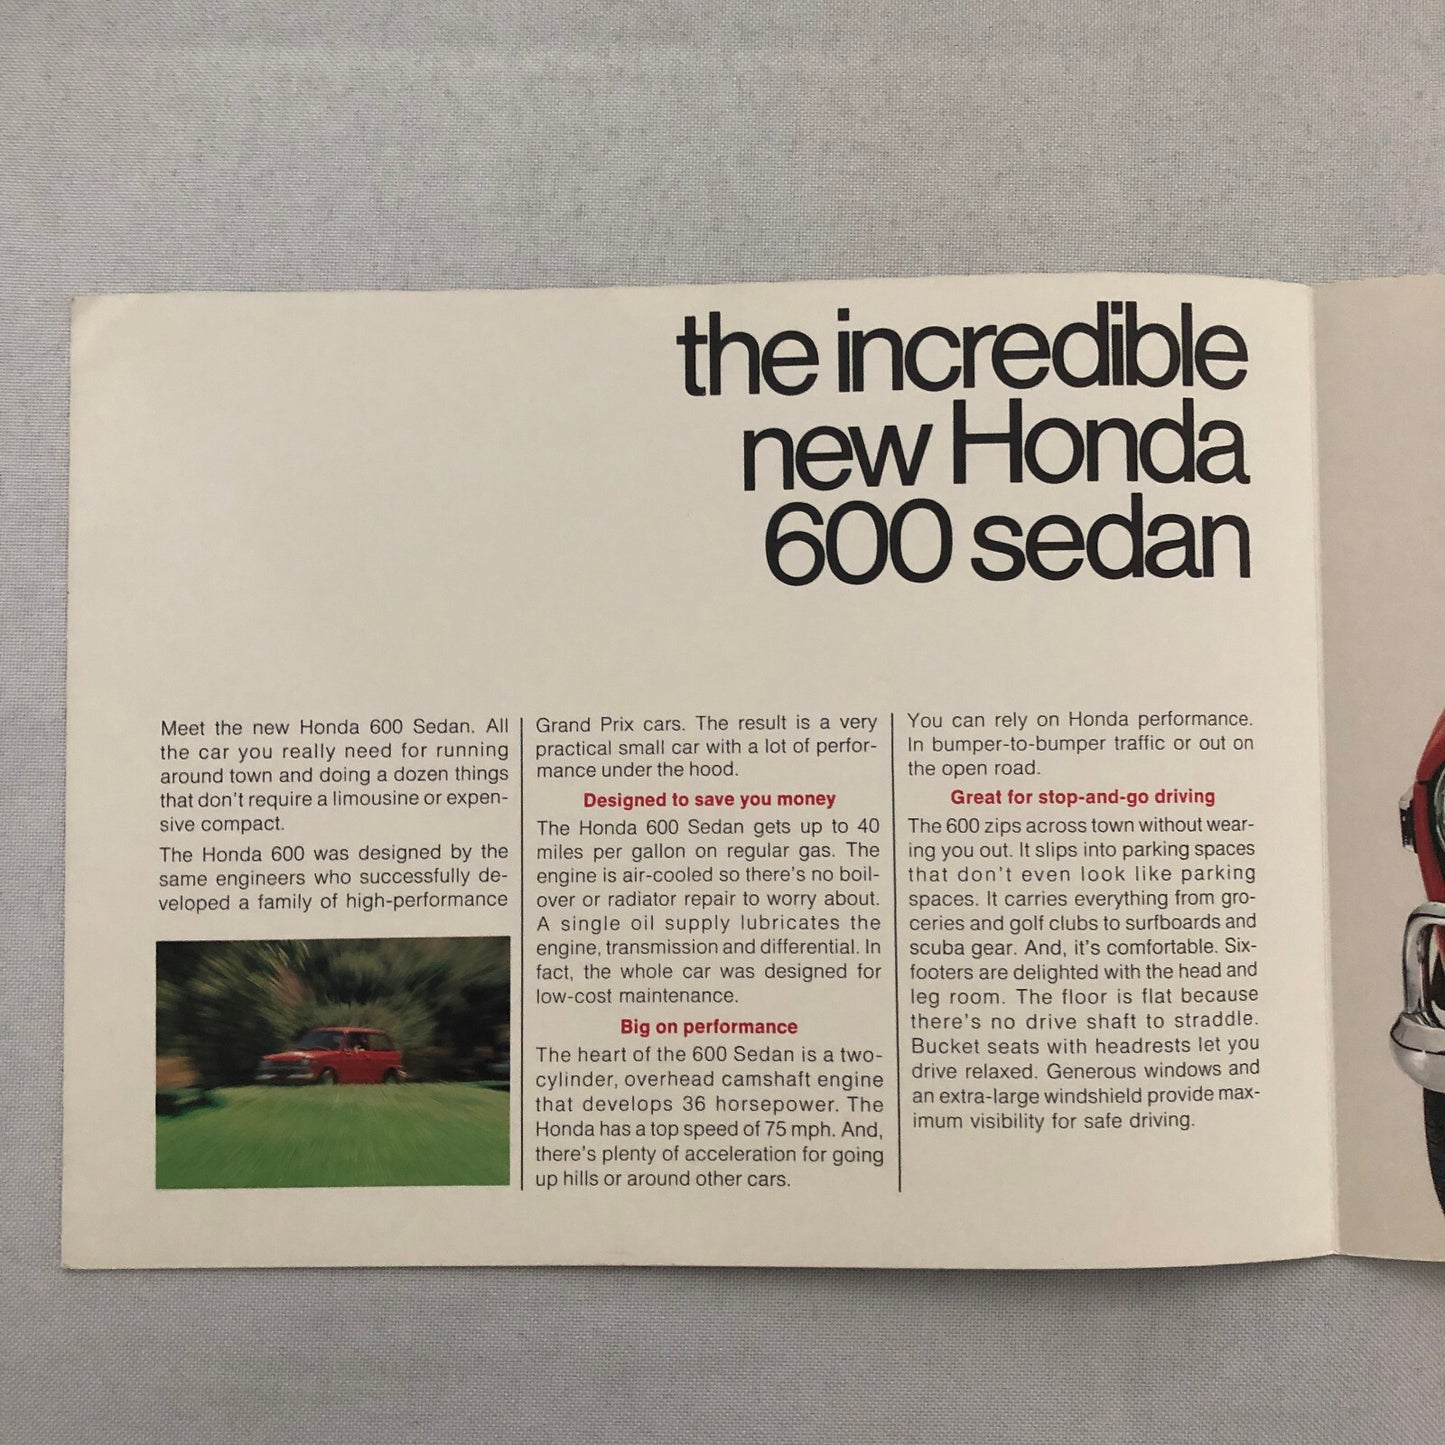 the incredible
new Honda
600 sedan
Meet the new Honda 600 Sedan. All
the car you really need for running
around town and doing a dozen things
that don't require a limousine or expen-
sive compact.
The Honda 600 was designed by the
same engineers who successfully de-
veloped a family of high-performance
Grand Prix cars. The result is a very
practical small car with a lot of perfor-
mance under the hood.
Designed to save you money
The Honda 600 Sedan gets up to 40
miles per gallon on regular gas. The
engine is air-cooled so there's no boil-
over or radiator repair to worry about.
A single oil supply lubricates the
engine, transmission and differential. In
fact, the whole car was designed for
low-cost maintenance.
Big on performance
The heart of the 600 Sedan is a two-
cylinder, overhead camshaft engine
that develops 36 horsepower. The
Honda has a top speed of 75 mph. And,
there's plenty of acceleration for going
up hills or around other cars.
You can rely on Honda performance.
In bumper-to-bumper traffic or out on
the open road.
Great for stop-and-go driving
The 600 zips across town without wear-
ing you out. It slips into parking spaces
that don't even look like parking
spaces. It carries everything from gro-
ceries and golf clubs to surfboards and
scuba gear. And, it's comfortable. Six-
footers are delighted with the head and
leg room. The floor is flat because
there's no drive shaft to straddle.
Bucket seats with headrests let you
drive relaxed. Generous windows and
an extra-large windshield provide max-
imum visibility for safe driving.